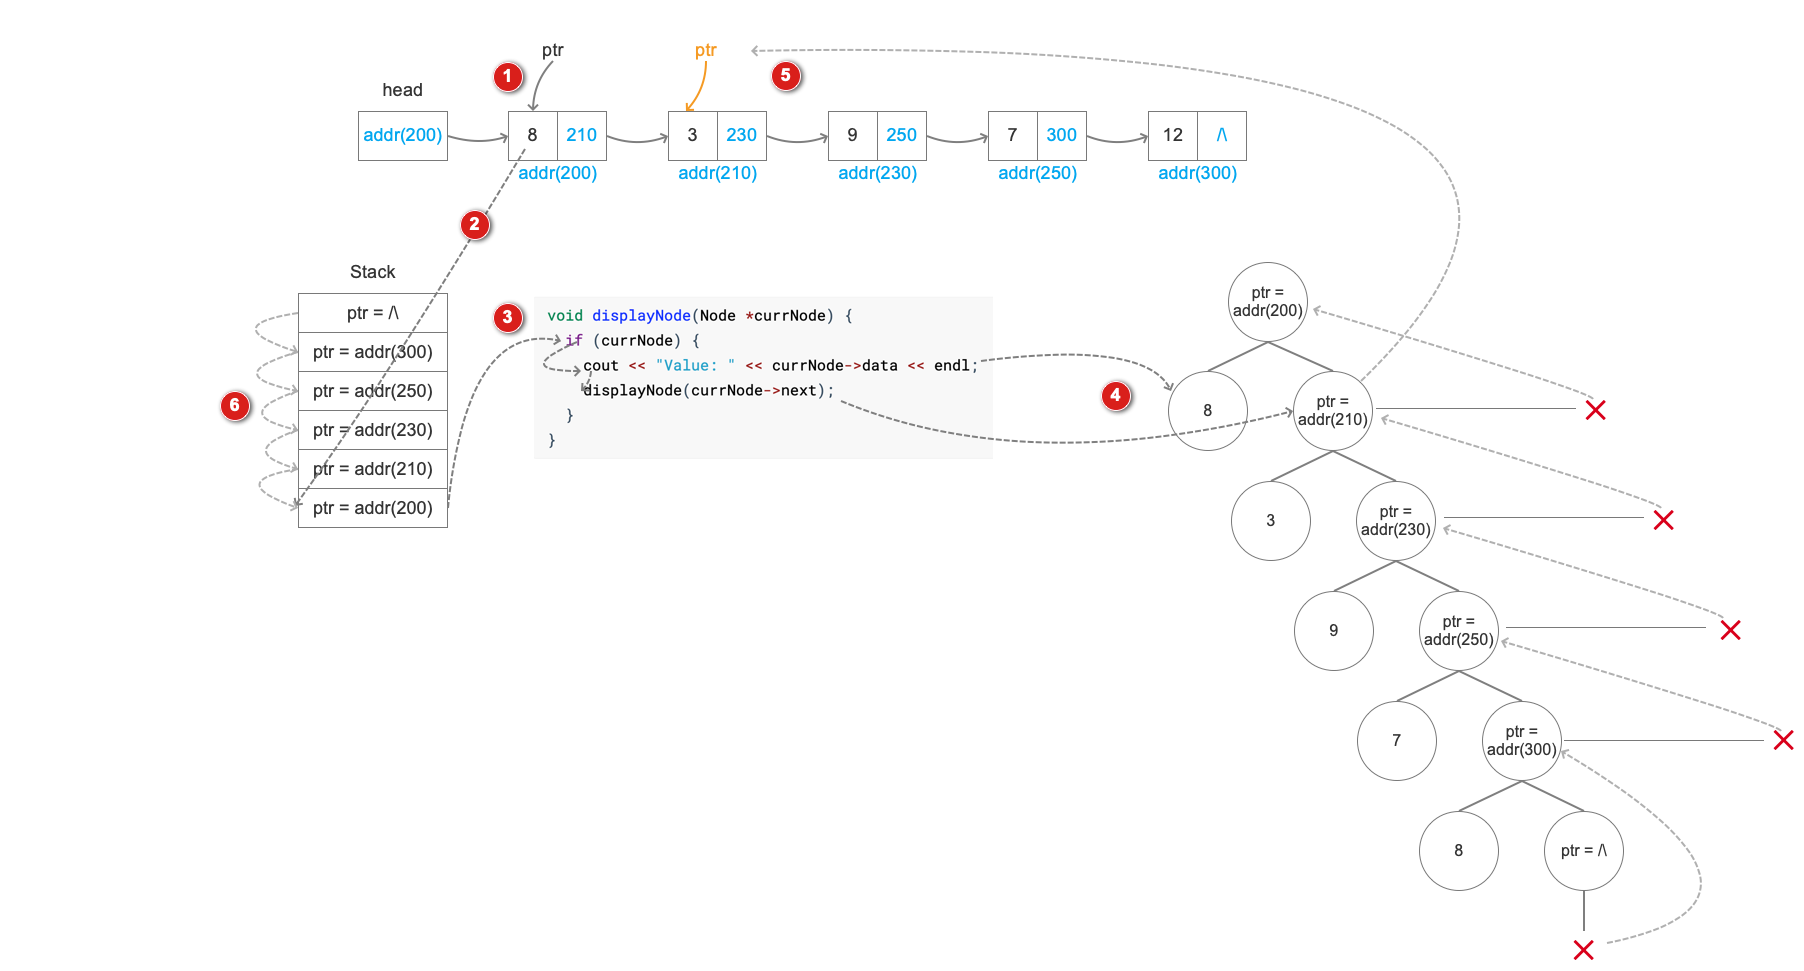 ptr
ptr
1
5
head
addr(200)
8 210
3 230
9 250
7 300
12 /\
addr(200)
addr(210)
addr(230)
addr(250)
addr(300)
2
Stack
ptr = /\
ptr = addr(300)
ptr = addr(250)
ptr = addr(230)
ptr = addr(210)
ptr = addr(200)
6
3
void displayNode(Node *currNode) {
if (currNode) {
cout << "Value: " << currNode->data << endl;
displayNode(currNode->next);
}
}
4
ptr =
addr(200)
8
ptr =
addr(210)
3
ptr =
addr(230)
9
ptr =
addr(250)
7
ptr =
addr(300)
8
ptr = /\